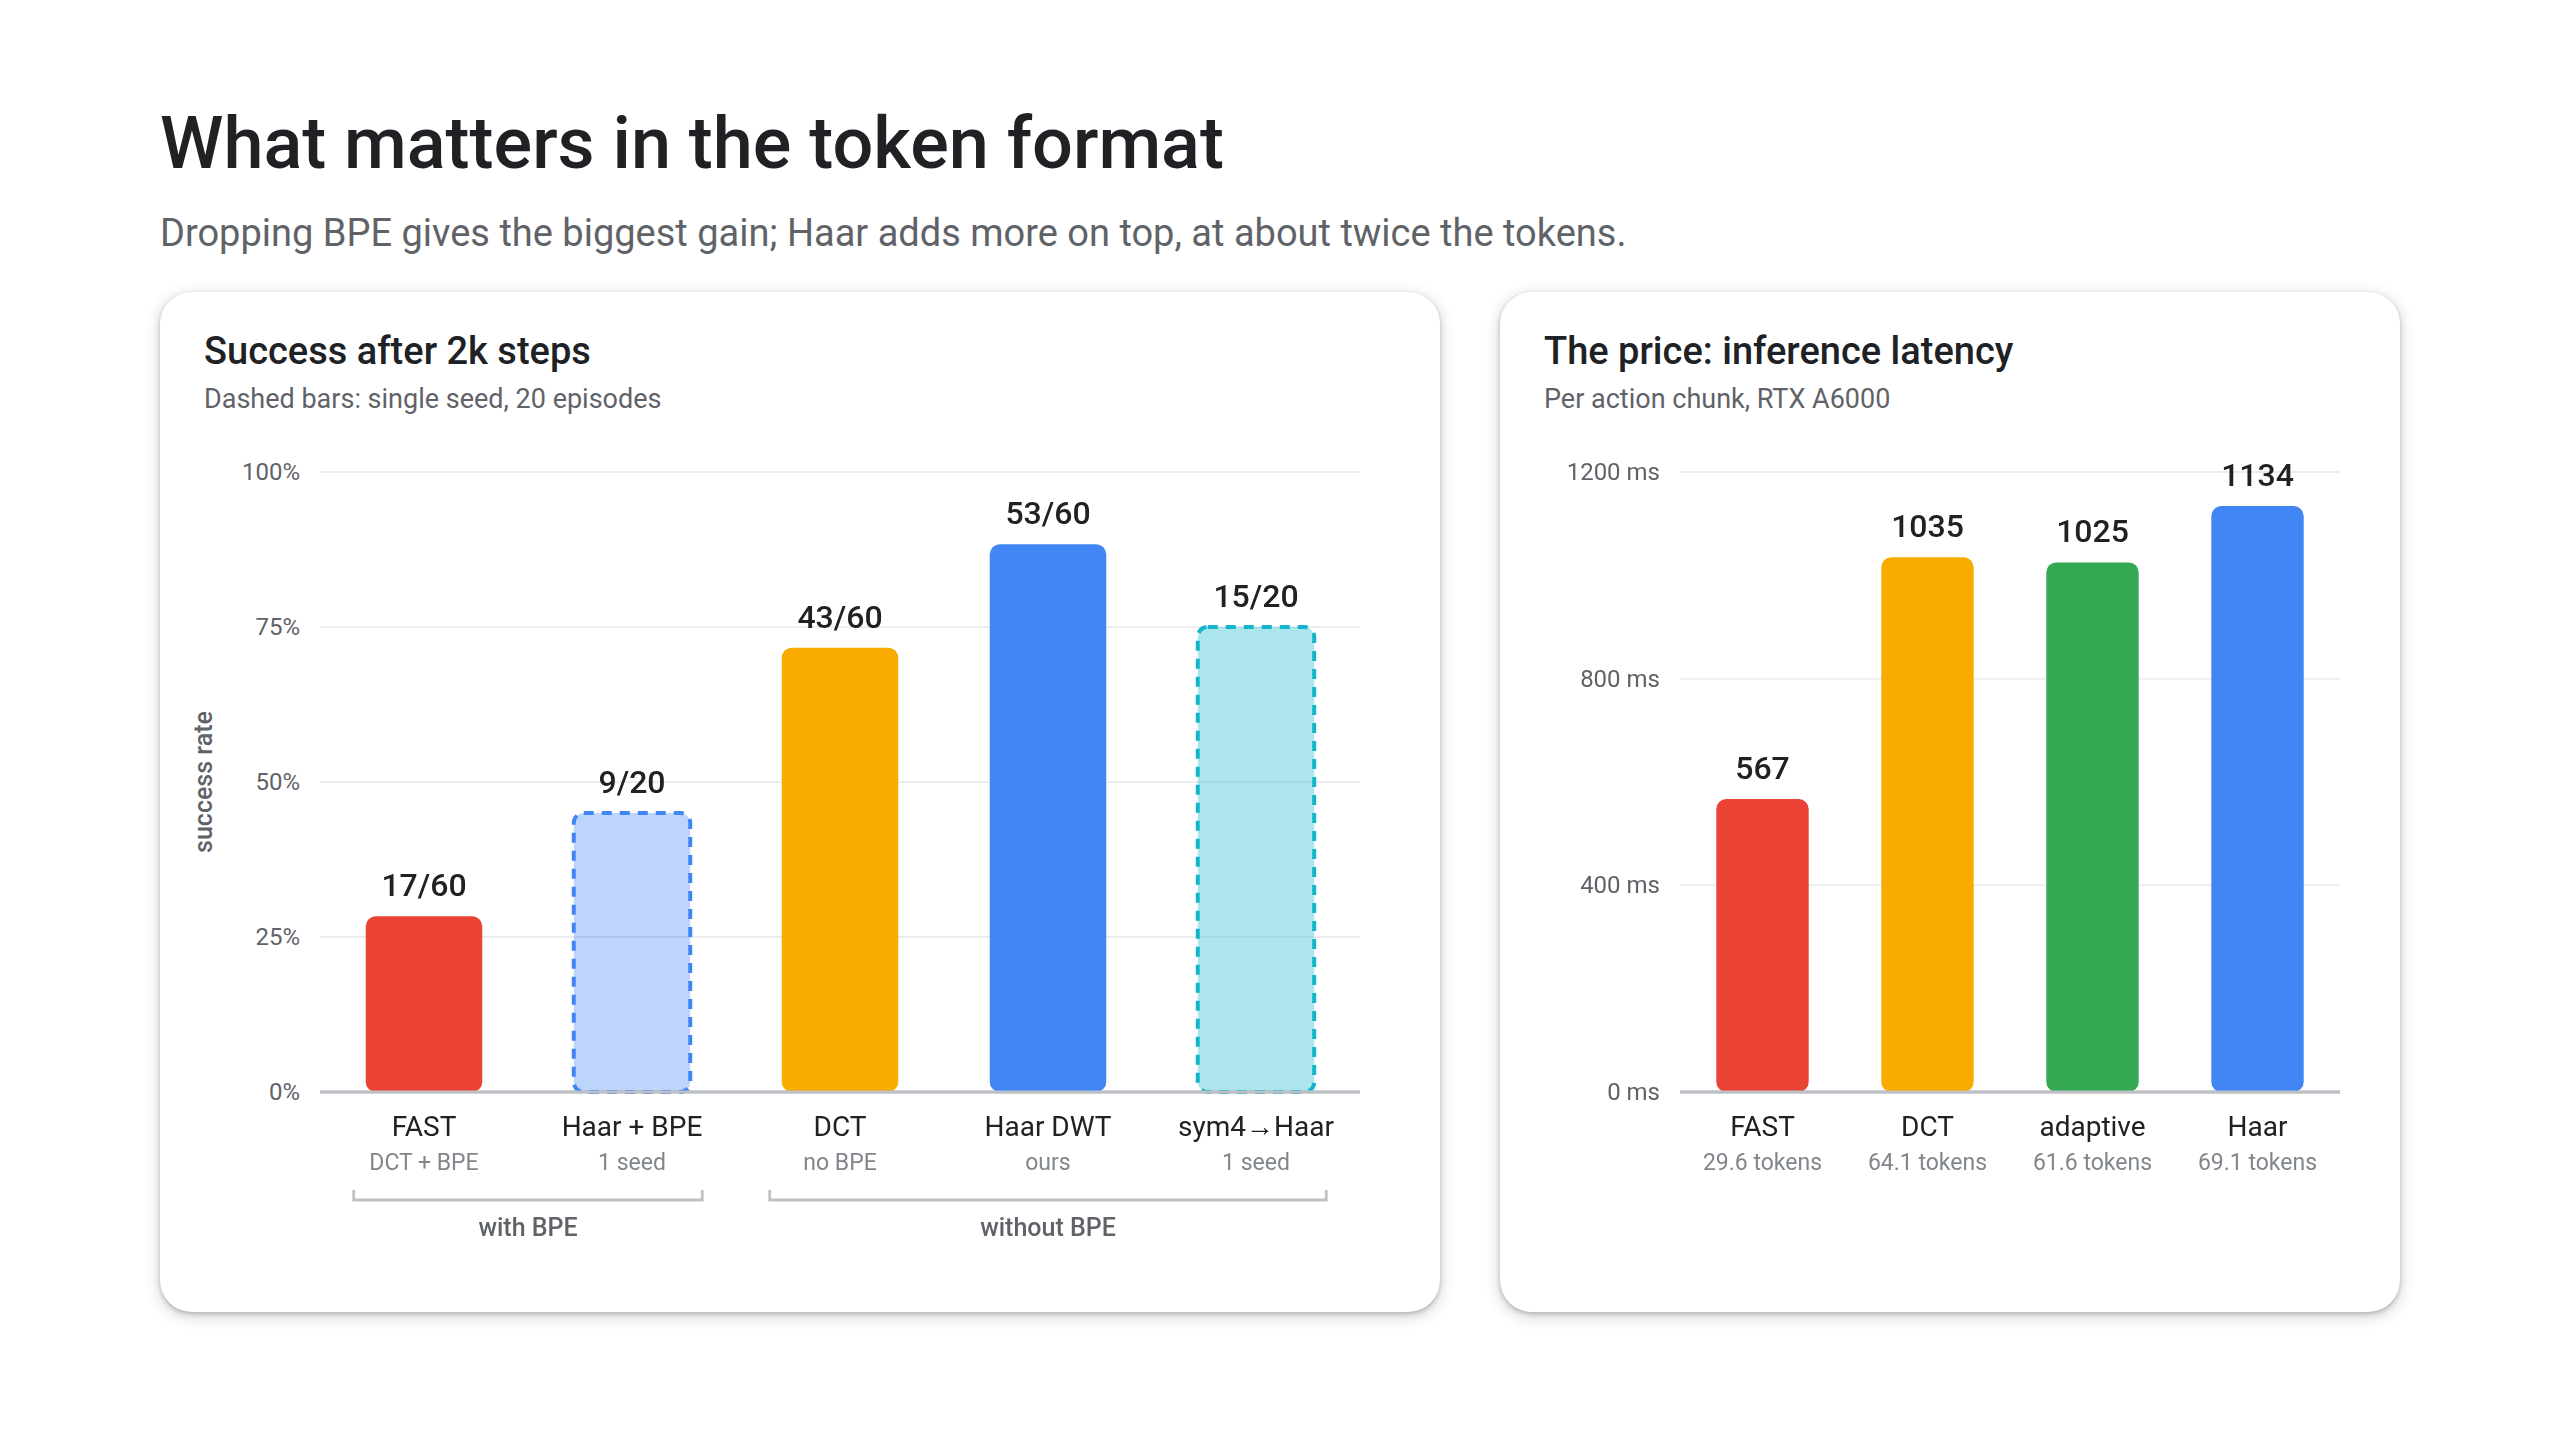 What matters in the token format
Dropping BPE gives the biggest gain; Haar adds more on top, at about twice the tokens.
Success after 2k steps
Dashed bars: single seed, 20 episodes
success rate
100%
75%
50%
25%
0%
17/60
9/20
43/60
53/60
15/20
FAST
DCT + BPE
Haar + BPE
1 seed
DCT
no BPE
Haar DWT
ours
sym4→Haar
1 seed
with BPE
without BPE
The price: inference latency
Per action chunk, RTX A6000
1200 ms
800 ms
400 ms
0 ms
567
1035
1025
1134
FAST
29.6 tokens
DCT
64.1 tokens
adaptive
61.6 tokens
Haar
69.1 tokens